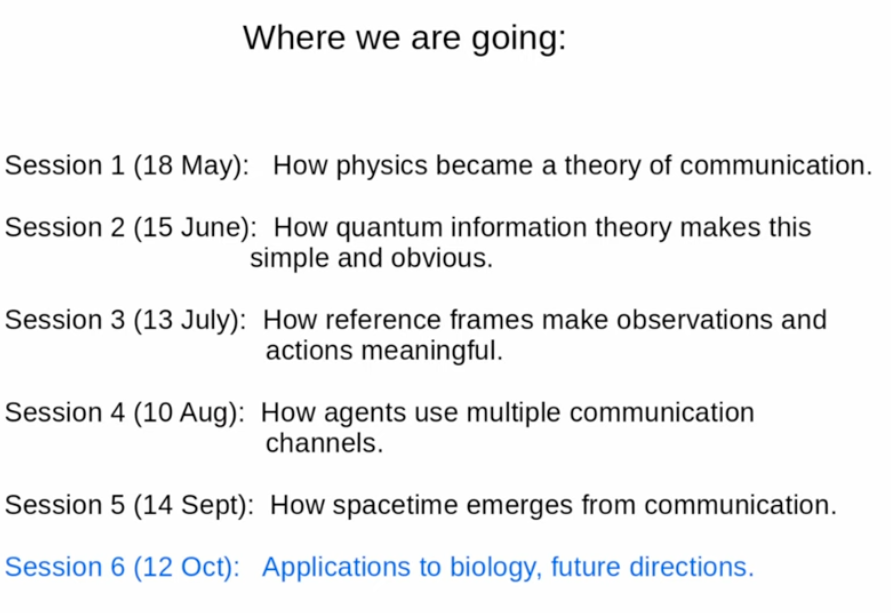 Where we are going:
Session 1 (18 May): How physics became a theory of communication.
Session 2 (15 June): How quantum information theory makes this
simple and obvious.
Session 3 (13 July): How reference frames make observations and
actions meaningful.
Session 4 (10 Aug): How agents use multiple communication
channels.
Session 5 (14 Sept): How spacetime emerges from communication.
Session 6 (12 Oct): Applications to biology, future directions.